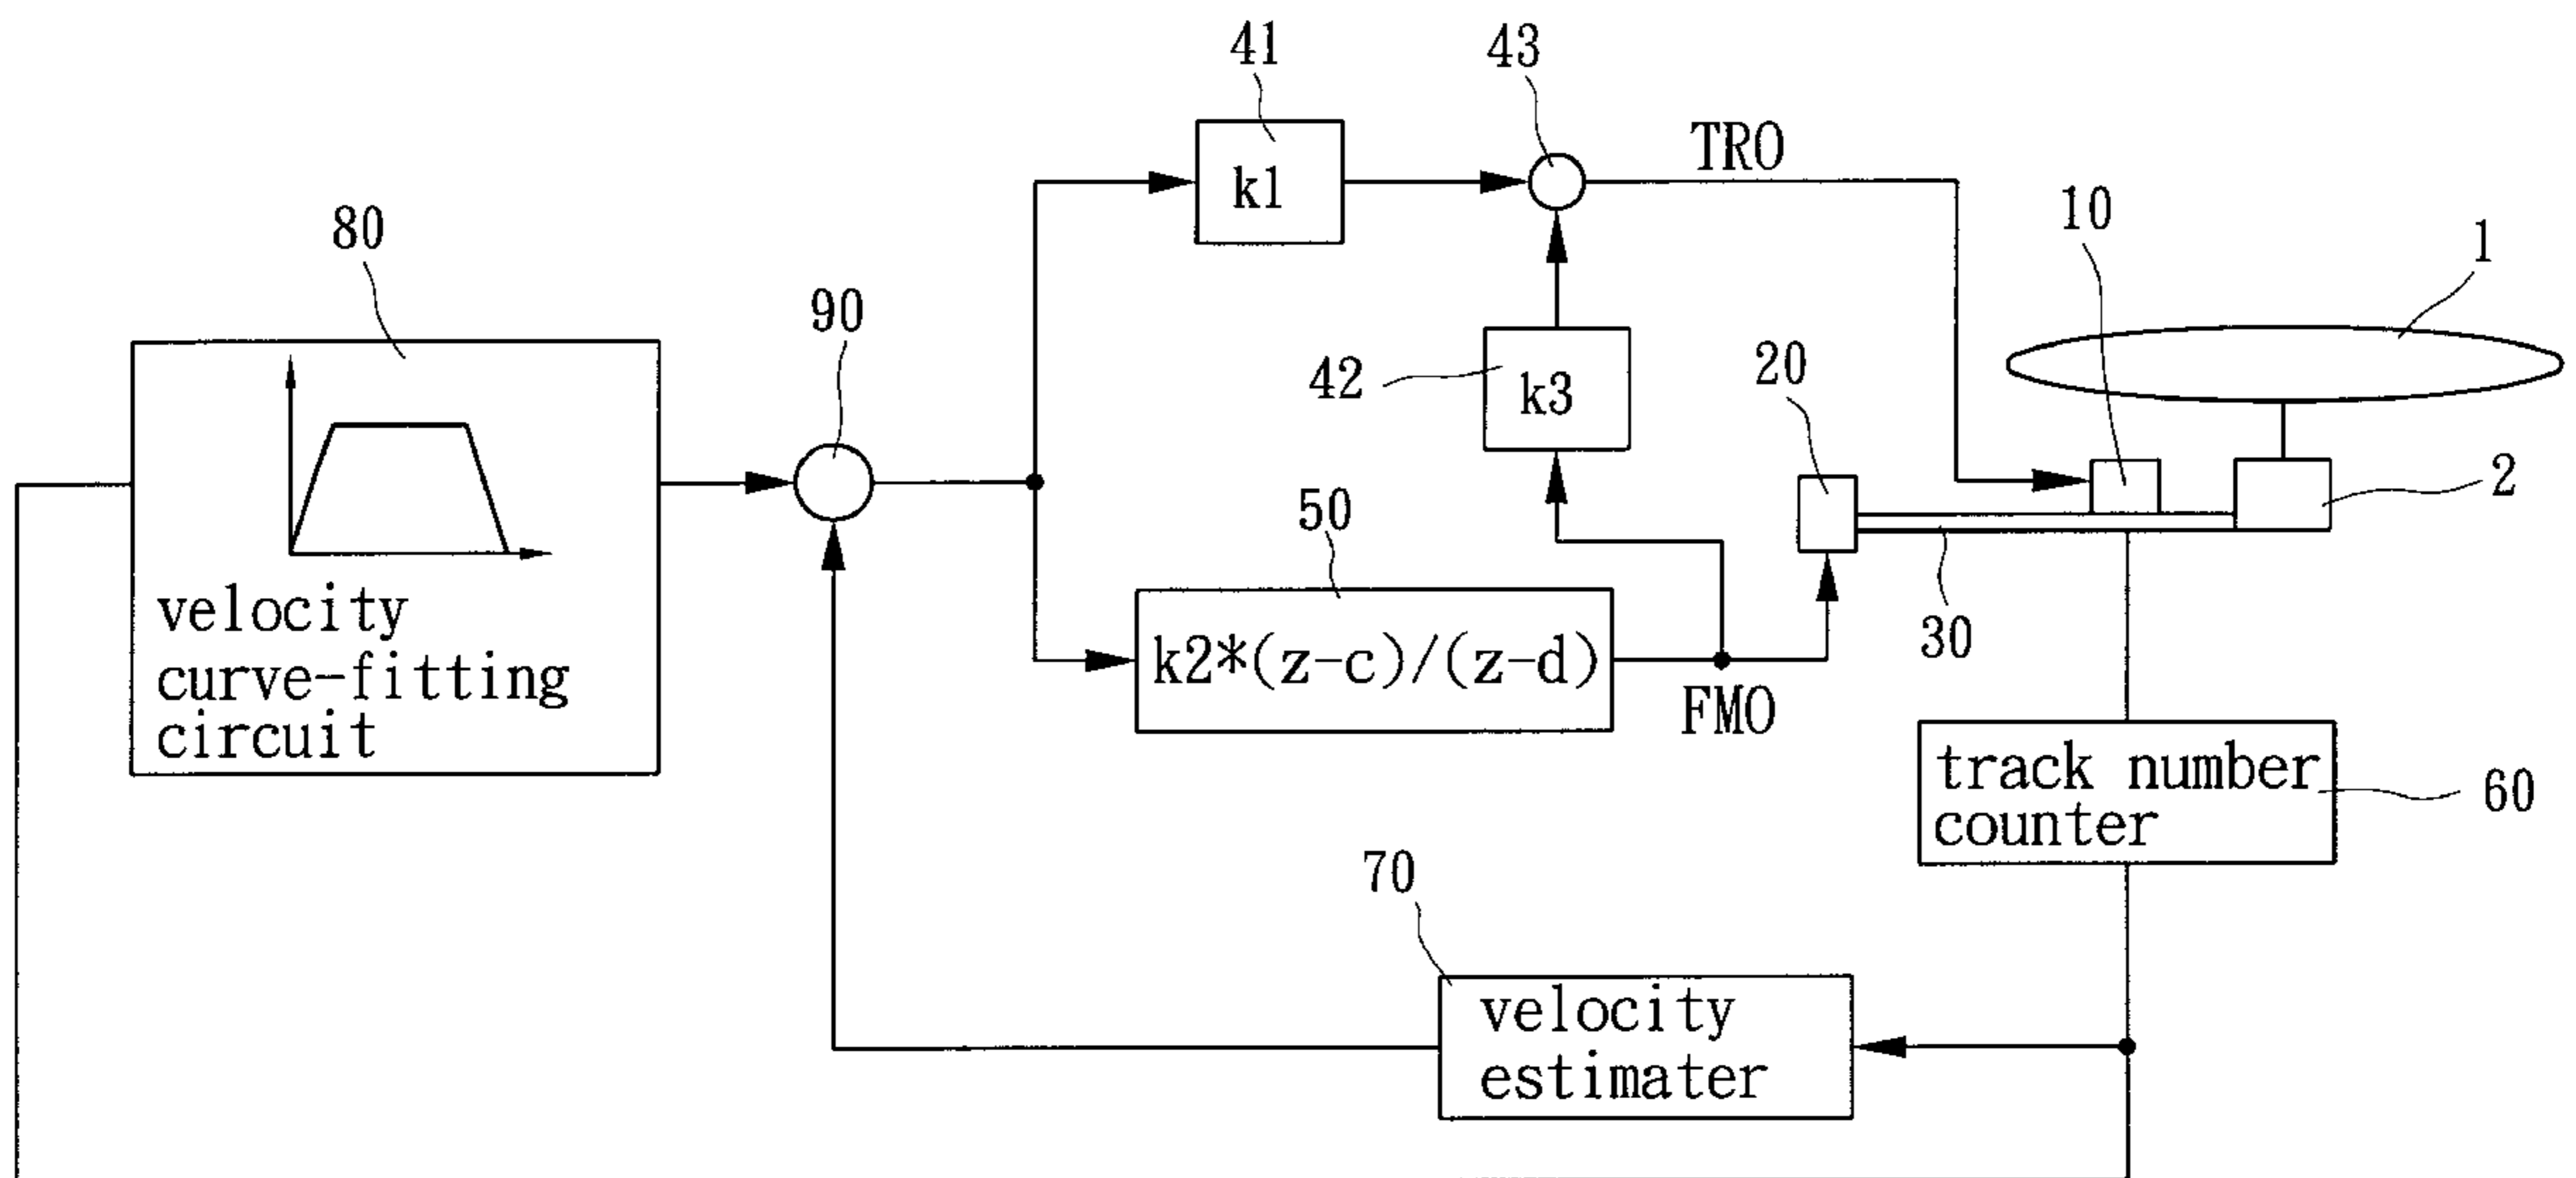 41
43
TRO
k1
10
80
1
90
20
42
k3
2
50
30
velocity
curve-fitting
circuit
k2*(z-c)/(z-d)
FMO
track number
counter
60
70
velocity
estimater